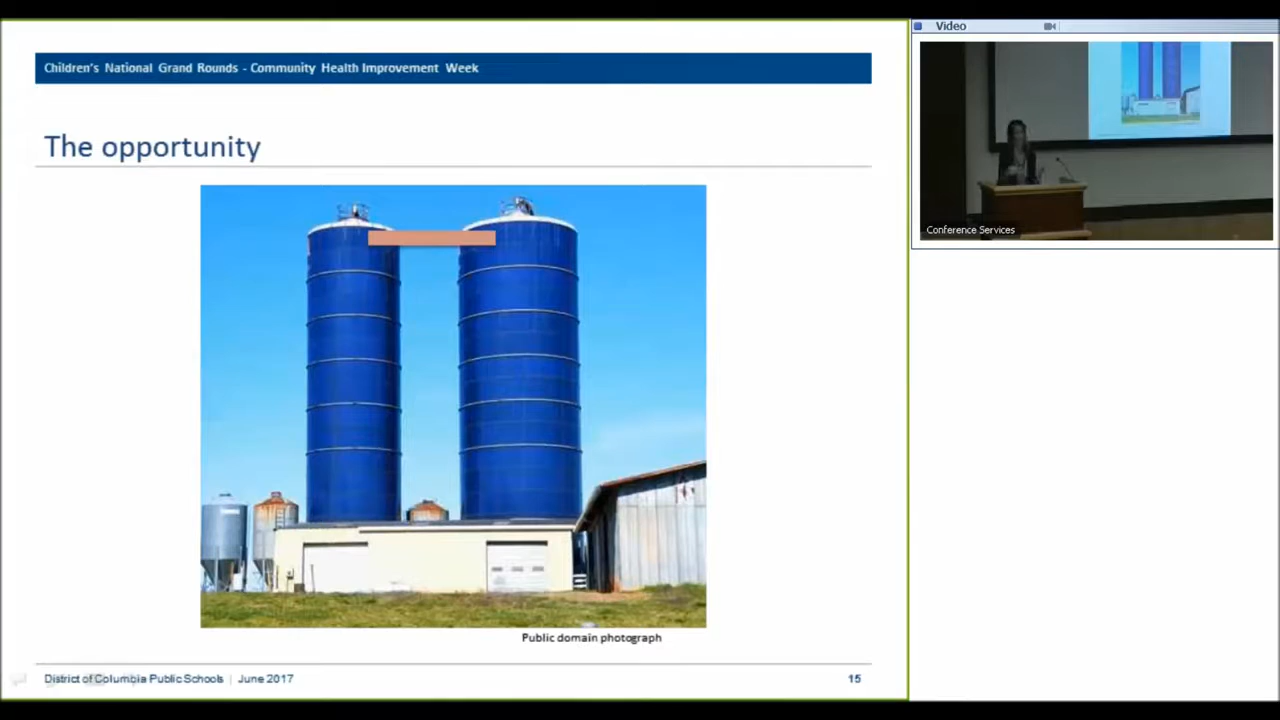 Children's National Grand Rounds - Community Health Improvement Week
The opportunity
Public domain photograph
District of Columbia Public Schools | June 2017
15
Video
Conference Services